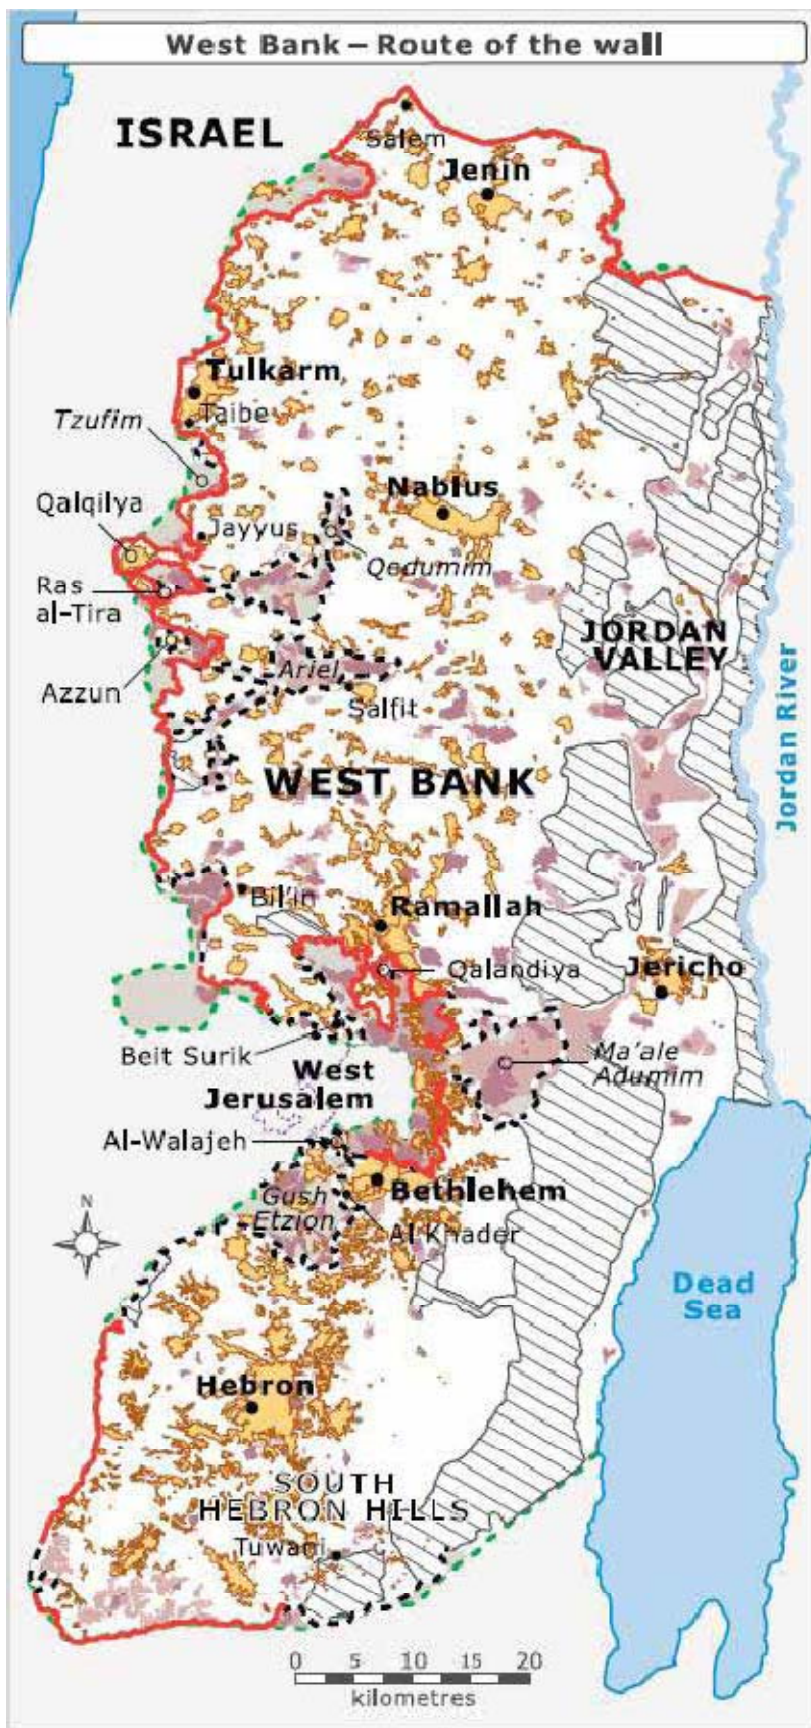 West Bank – Route of the wall
ISRAEL
Salem
Jenin
Tulkarm
Taibe
Tzufim
Qalqilya
Jayyus
Nablus
Qedumim
Ras
al-Tira
JORDAN
VALLEY
Azzun
Ariel
Salfit
Jordan River
WEST BANK
Bil'in
Ramallah
Qalandiya
Jericho
Beit Surik
West
Jerusalem
Ma'ale
Adumim
Al-Walajeh
Bethlehem
Gush
Etzion
Al Khader
N
Dead
Sea
Hebron
SOUTH
HEBRON HILLS
Tuwani
0 5 10 15 20
kilometres